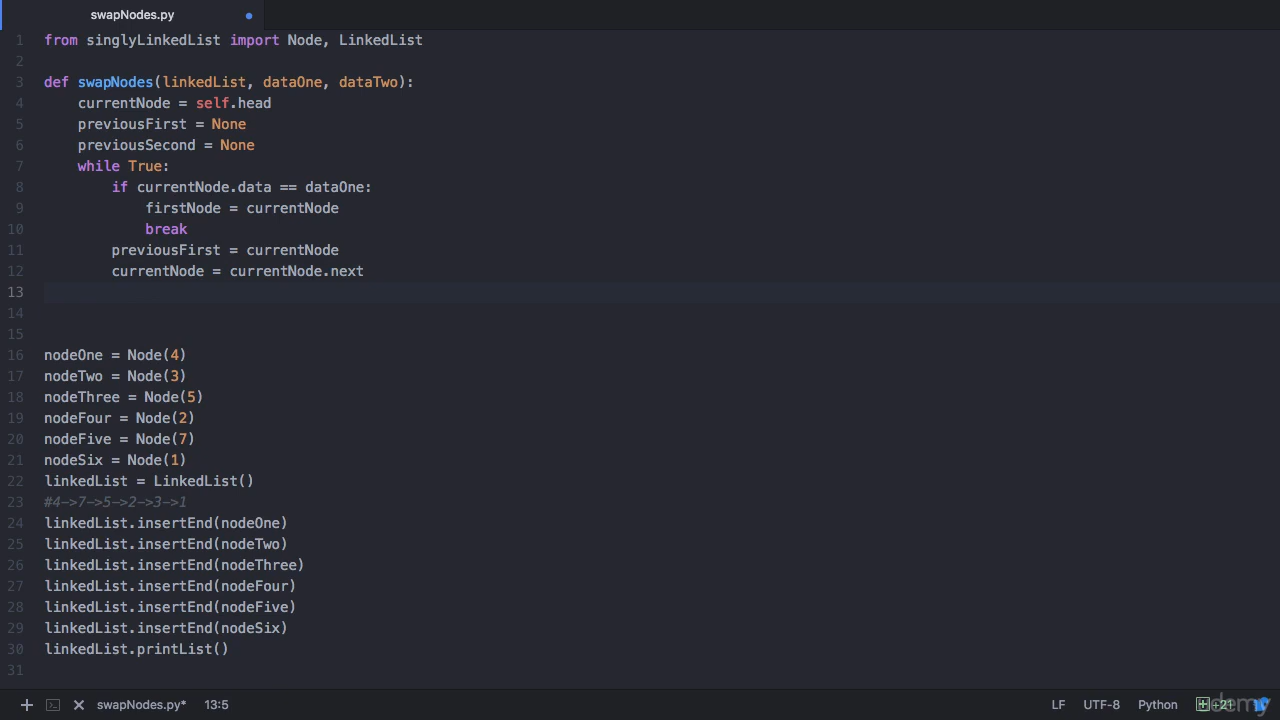 swapNodes.py
1 from singlyLinkedList import Node, LinkedList
2
3 def swapNodes(linkedList, dataOne, dataTwo):
4     currentNode = self.head
5     previousFirst = None
6     previousSecond = None
7     while True:
8         if currentNode.data == dataOne:
9             firstNode = currentNode
10             break
11         previousFirst = currentNode
12         currentNode = currentNode.next
13
14
15
16 nodeOne = Node(4)
17 nodeTwo = Node(3)
18 nodeThree = Node(5)
19 nodeFour = Node(2)
20 nodeFive = Node(7)
21 nodeSix = Node(1)
22 linkedList = LinkedList()
23 #4->7->5->2->3->1
24 linkedList.insertEnd(nodeOne)
25 linkedList.insertEnd(nodeTwo)
26 linkedList.insertEnd(nodeThree)
27 linkedList.insertEnd(nodeFour)
28 linkedList.insertEnd(nodeFive)
29 linkedList.insertEnd(nodeSix)
30 linkedList.printList()
31
swapNodes.py* 13:5 LF UTF-8 Python udemy